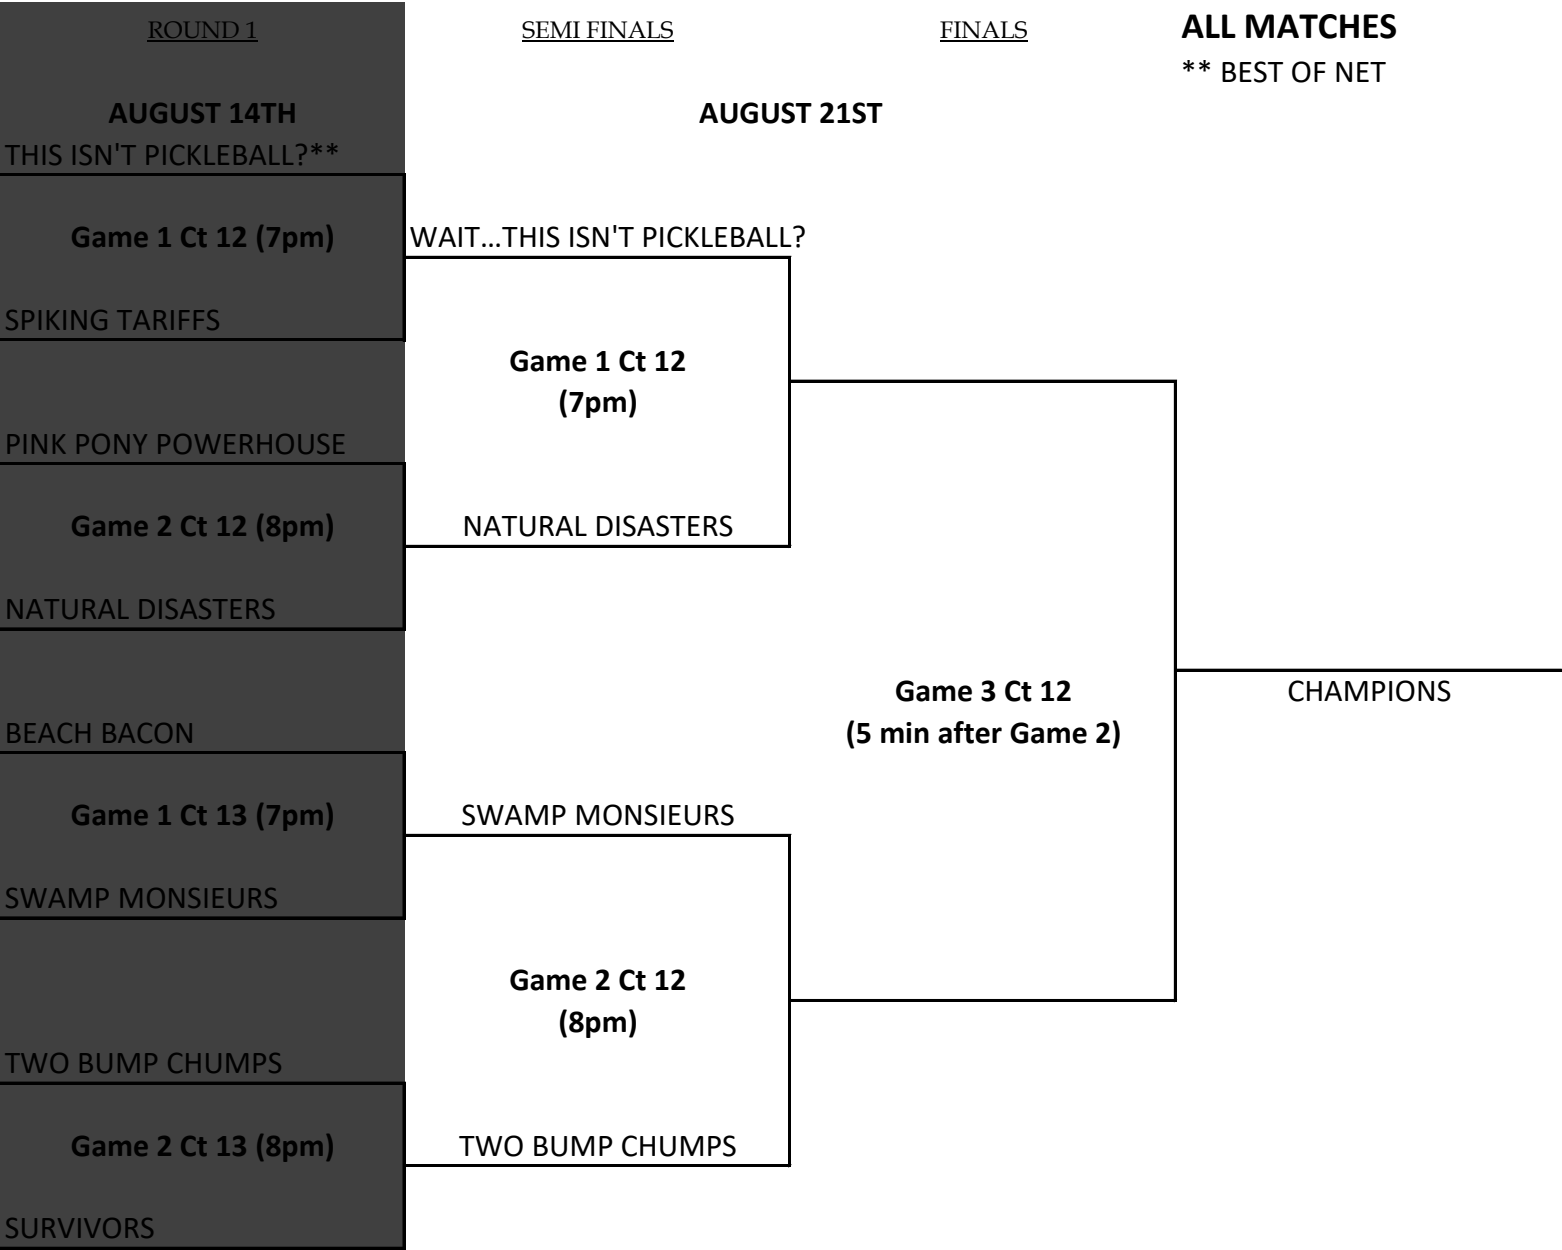 ROUND 1
SEMI FINALS
FINALS
ALL MATCHES
** BEST OF NET
AUGUST 14TH
AUGUST 21ST
THIS ISN'T PICKLEBALL?**
Game 1 Ct 12 (7pm)
WAIT...THIS ISN'T PICKLEBALL?
SPIKING TARIFFS
Game 1 Ct 12
(7pm)
PINK PONY POWERHOUSE
Game 2 Ct 12 (8pm)
NATURAL DISASTERS
NATURAL DISASTERS
Game 3 Ct 12
(5 min after Game 2)
CHAMPIONS
BEACH BACON
Game 1 Ct 13 (7pm)
SWAMP MONSIEURS
SWAMP MONSIEURS
Game 2 Ct 12
(8pm)
TWO BUMP CHUMPS
Game 2 Ct 13 (8pm)
TWO BUMP CHUMPS
SURVIVORS